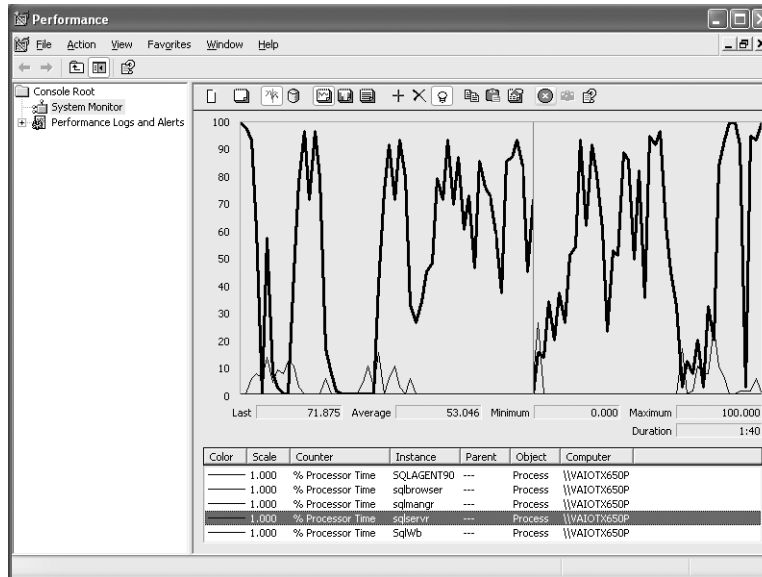 Performance
File Action View Favorites Window Help
Console Root
System Monitor
Performance Logs and Alerts
100
90
80
70
60
50
40
30
20
10
0
Last 71.875 Average 53.046 Minimum 0.000 Maximum 100.000
Duration 1:40
Color Scale Counter Instance Parent Object Computer
1.000 % Processor Time SQLAGENT90 --- Process \\VAIOTX650P
1.000 % Processor Time sqlbrowser --- Process \\VAIOTX650P
1.000 % Processor Time sqlmangr --- Process \\VAIOTX650P
1.000 % Processor Time sqlservr --- Process \\VAIOTX650P
1.000 % Processor Time SqlWb --- Process \\VAIOTX650P